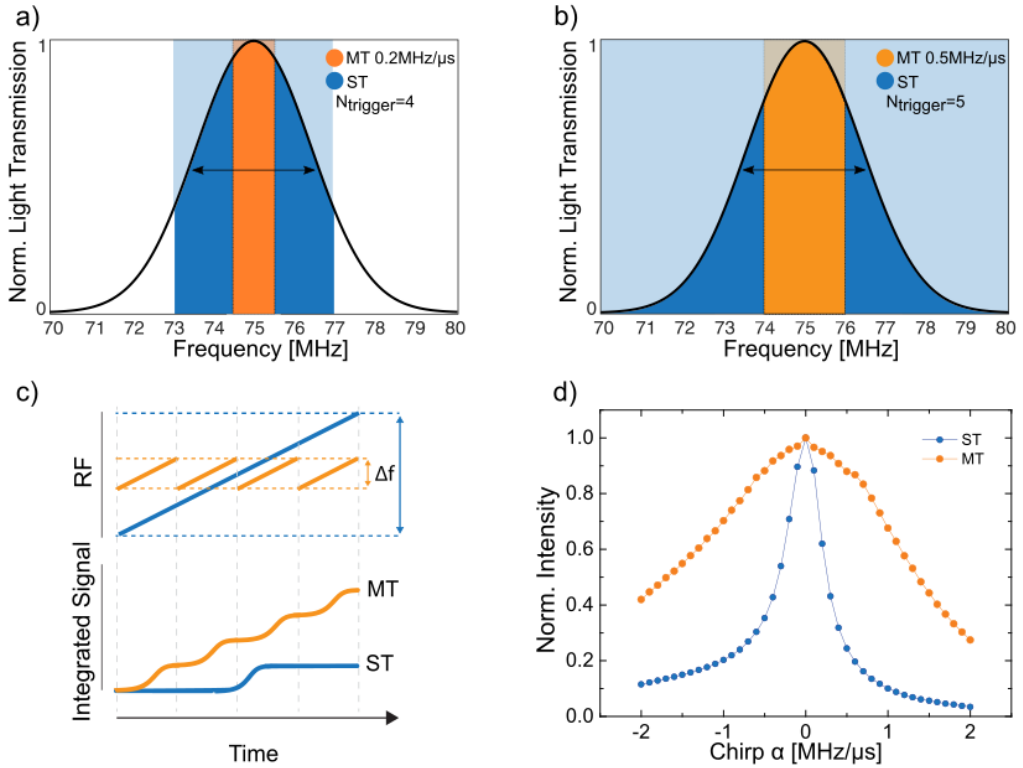 a)
Norm. Light Transmission
1
0
MT 0.2MHz/µs
ST
Ntrigger=4
70 71 72 73 74 75 76 77 78 79 80
Frequency [MHz]
b)
Norm. Light Transmission
1
0
MT 0.5MHz/µs
ST
Ntrigger=5
70 71 72 73 74 75 76 77 78 79 80
Frequency [MHz]
c)
RF
Δf
Integrated Signal
MT
ST
Time
d)
Norm. Intensity
1.0
0.8
0.6
0.4
0.2
0.0
ST
MT
-2 -1 0 1 2
Chirp α [MHz/µs]